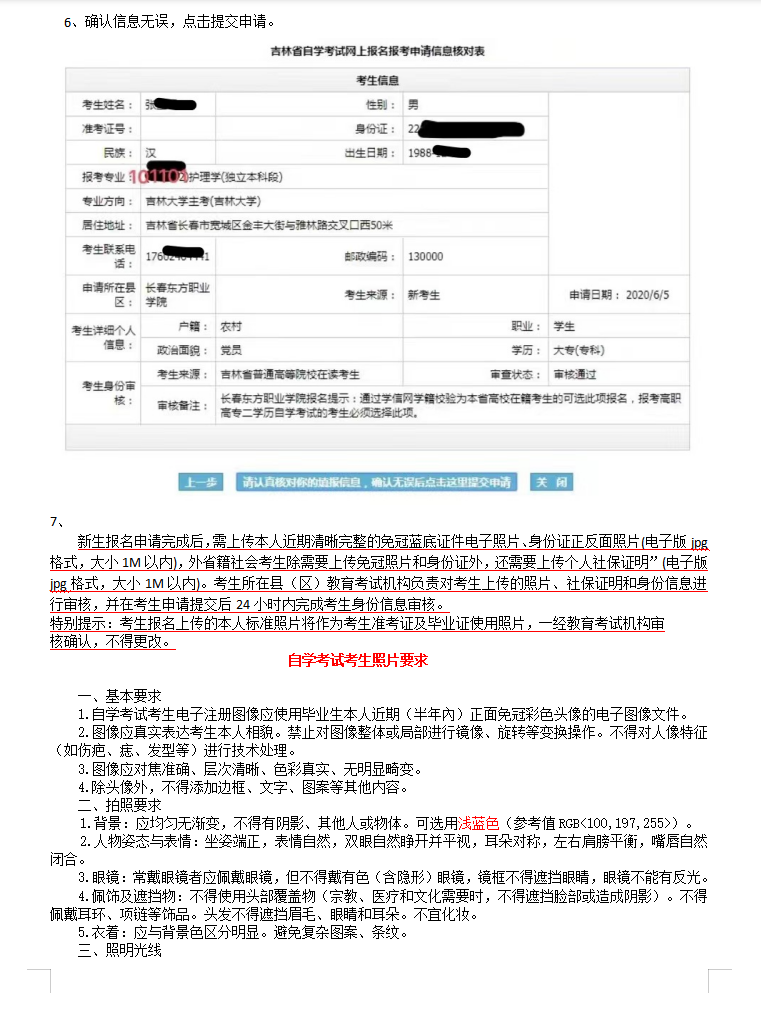 6、确认信息无误，点击提交申请。
吉林省自学考试网上报名报考申请信息核对表
考生信息
考生姓名： 张 性别： 男
准考证号： 身份证： 22
民族： 汉 出生日期： 1988-
报考专业： 101101 护理学(独立本科段)
专业方向： 吉林大学主考(吉林大学)
居住地址： 吉林省长春市宽城区金丰大街与雅林路交叉口西50米
考生联系电话： 1760 1 邮政编码： 130000
申请所在县区： 长春东方职业学院 考生来源： 新考生 申请日期： 2020/6/5
考生详细个人信息： 户籍： 农村 职业： 学生
政治面貌： 党员 学历： 大专(专科)
考生身份审核： 考生来源： 吉林省普通高等院校在读考生 审查状态： 审核通过
审核备注： 长春东方职业学院报名提示：通过学信网学籍校验为本省高校在籍考生的可选此项报名，报考高职
高专二学历自学考试的考生必须选择此项。
上一步 请认真核对你的填报信息，确认无误后点击这里提交申请 关 闭
7、
新生报名申请完成后,需上传本人近期清晰完整的免冠蓝底证件电子照片、身份证正反面照片(电子版 jpg
格式，大小 1M 以内)，外省籍社会考生除需要上传免冠照片和身份证外，还需要上传个人社保证明”(电子版
jpg 格式，大小 1M 以内)。考生所在县（区）教育考试机构负责对考生上传的照片、社保证明和身份信息进
行审核，并在考生申请提交后 24 小时内完成考生身份信息审核。
特别提示：考生报名上传的本人标准照片将作为考生准考证及毕业证使用照片，一经教育考试机构审
核确认，不得更改。
自学考试考生照片要求
一、基本要求
1.自学考试考生电子注册图像应使用毕业生本人近期（半年内）正面免冠彩色头像的电子图像文件。
2.图像应真实表达考生本人相貌。禁止对图像整体或局部进行镜像、旋转等变换操作。不得对人像特征
（如伤疤、痣、发型等）进行技术处理。
3.图像应对焦准确、层次清晰、色彩真实、无明显畸变。
4.除头像外，不得添加边框、文字、图案等其他内容。
二、拍照要求
1.背景：应均匀无渐变，不得有阴影、其他人或物体。可选用浅蓝色（参考值 RGB<100,197,255>）。
2.人物姿态与表情：坐姿端正，表情自然，双眼自然睁开并平视，耳朵对称，左右肩膀平衡，嘴唇自然
闭合。
3.眼镜：常戴眼镜者应佩戴眼镜，但不得戴有色（含隐形）眼镜，镜框不得遮挡眼睛，眼镜不能有反光。
4.佩饰及遮挡物：不得使用头部覆盖物（宗教、医疗和文化需要时，不得遮挡脸部或造成阴影）。不得
佩戴耳环、项链等饰品。头发不得遮挡眉毛、眼睛和耳朵。不宜化妆。
5.衣着：应与背景色区分明显。避免复杂图案、条纹。
三、照明光线